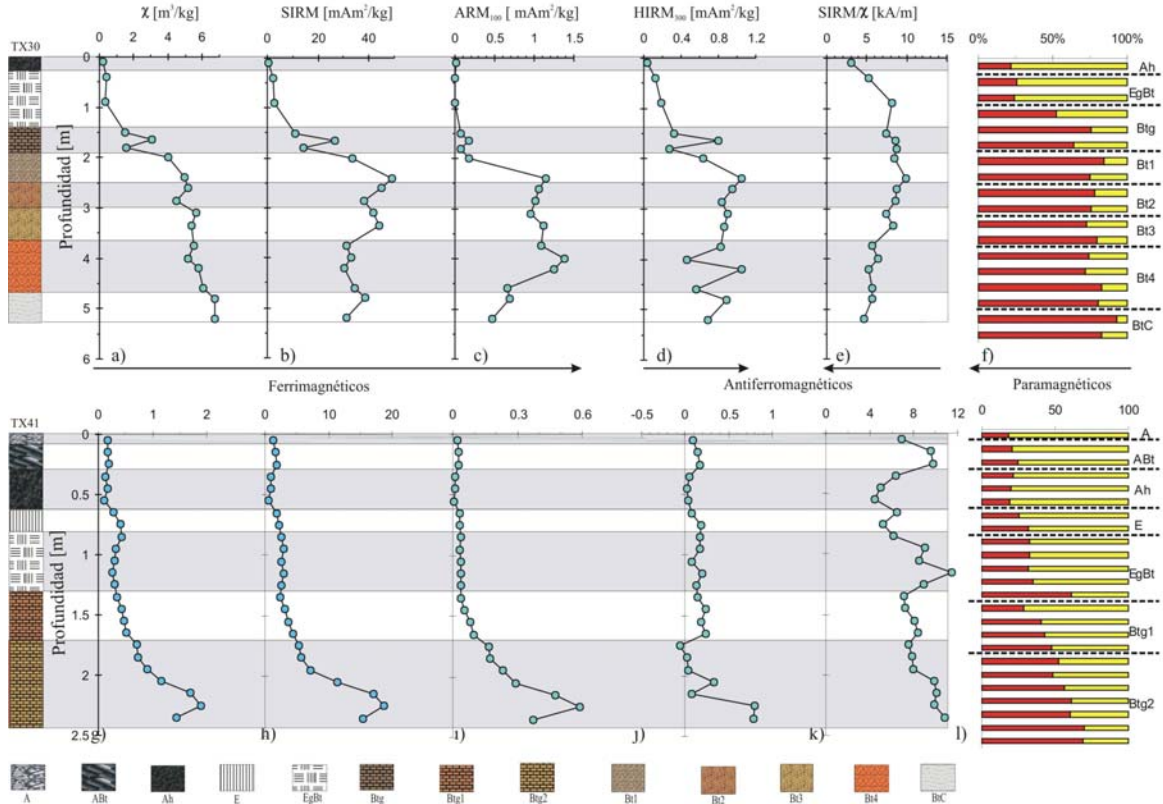 χ [m³/kg] SIRM [mAm²/kg] ARM₁₀₀ [ mAm²/kg] HIRM₃₀₀ [mAm²/kg] SIRM/χ [kA/m]
TX30 0 2 4 6 0 20 40 0 0.5 1 1.5 0 0.4 0.8 1.2 0 5 10 15 0% 50% 100%
0
1
2
3
4
5
6
Profundidad [m]
Ah
EgBt
Btg
Bt1
Bt2
Bt3
Bt4
BtC
a) b) c) d) e) f)
Ferrimagnéticos Antiferromagnéticos Paramagnéticos
TX41 0 1 2 0 10 20 0 0.3 0.6 -0.5 0 0.5 1 0 4 8 12 0 50 100
0
0.5
1
1.5
2
2.5
Profundidad [m]
A
ABt
Ah
E
EgBt
Btg1
Btg2
g) h) i) j) k) l)
A ABt Ah E EgBt Btg Btg1 Btg2 Bt1 Bt2 Bt3 Bt4 BtC